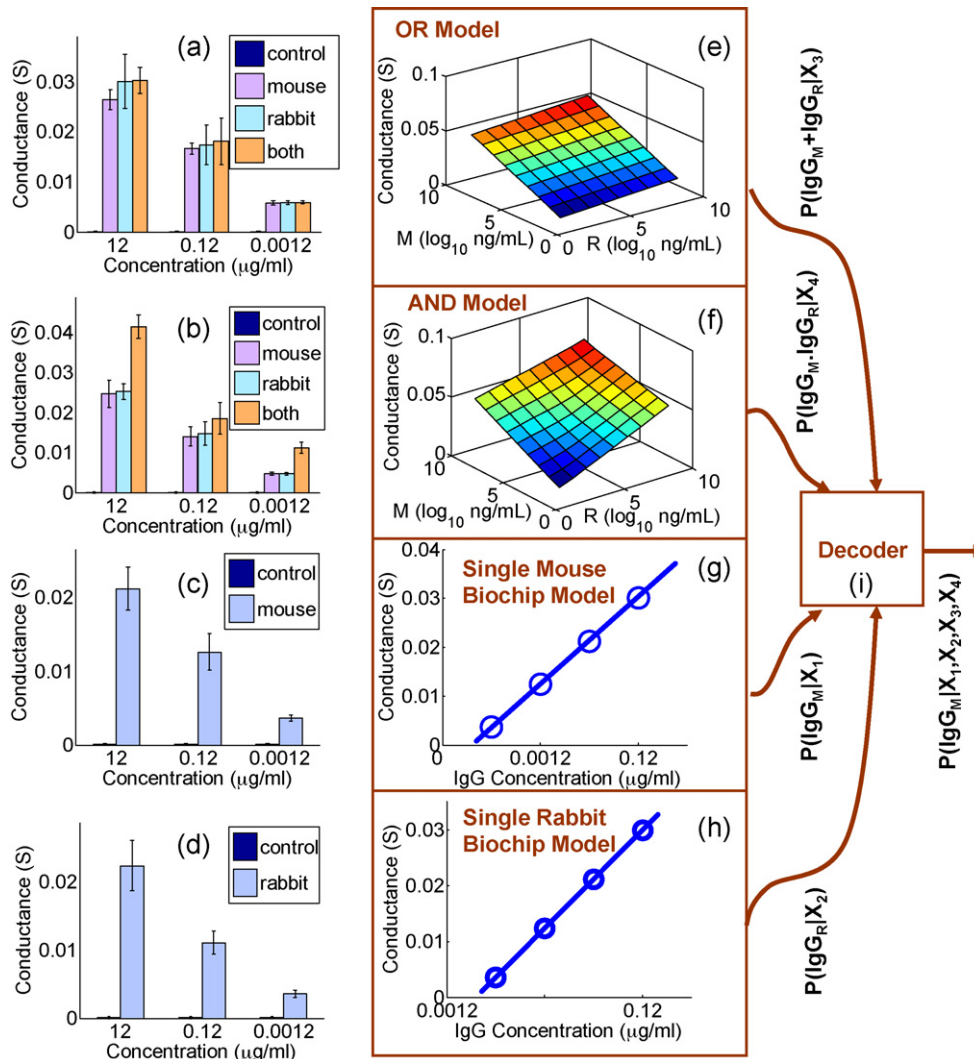 (a)
control
mouse
rabbit
both
Conductance (S)
0.03
0.02
0.01
0
12
0.12
0.0012
Concentration (μg/ml)
(b)
control
mouse
rabbit
both
Conductance (S)
0.04
0.03
0.02
0.01
0
12
0.12
0.0012
Concentration (μg/ml)
(c)
control
mouse
Conductance (S)
0.02
0.01
0
12
0.12
0.0012
Concentration (μg/ml)
(d)
control
rabbit
Conductance (S)
0.02
0.01
0
12
0.12
0.0012
Concentration (μg/ml)
OR Model
(e)
Conductance (S)
0.1
0.05
0
10
5
0
0
5
10
M (log10 ng/mL)
R (log10 ng/mL)
AND Model
(f)
Conductance (S)
0.1
0.05
0
10
5
0
0
5
10
M (log10 ng/mL)
R (log10 ng/mL)
Single Mouse
Biochip Model
(g)
Conductance (S)
0.04
0.03
0.02
0.01
0
0
0.0012
0.12
IgG Concentration (μg/ml)
Single Rabbit
Biochip Model
(h)
Conductance (S)
0.03
0.02
0.01
0
0.0012
0.12
IgG Concentration (μg/ml)
P(IgGM+IgGR|X3)
P(IgGM.IgGR|X4)
P(IgGM|X1)
P(IgGR|X2)
Decoder
(i)
P(IgGM|X1,X2,X3,X4)